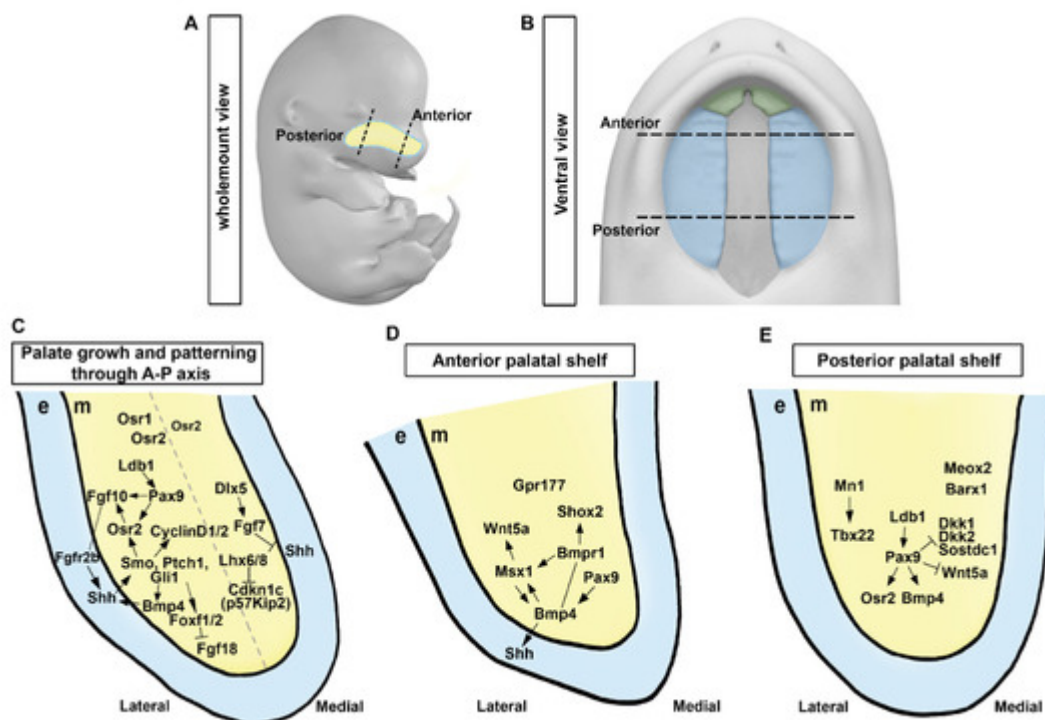 A
wholemount view
Posterior
Anterior
B
Ventral view
Anterior
Posterior
C
Palate growh and patterning
through A-P axis
e m
Osr1
Osr2 Osr2
Ldb1
Fgf10 Pax9
Dlx5
Osr2 CyclinD1/2
Fgf7
Fgfr2b
Smo, Ptch1,
Gli1
Lhx6/8
Shh
Shh
Bmp4
Cdkn1c
(p57Kip2)
Foxf1/2
Fgf18
Lateral Medial
D
Anterior palatal shelf
e m
Gpr177
Shox2
Wnt5a
Bmpr1
Msx1
Pax9
Bmp4
Shh
Lateral Medial
E
Posterior palatal shelf
e m
Meox2
Barx1
Mn1
Tbx22
Ldb1
Dkk1
Dkk2
Sostdc1
Pax9
Wnt5a
Osr2 Bmp4
Lateral Medial